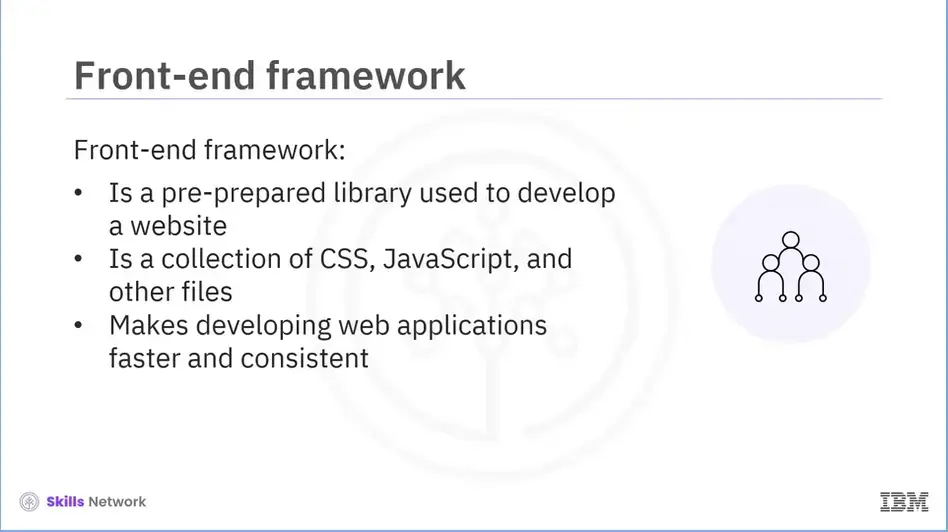 Front-end framework
Front-end framework:
• Is a pre-prepared library used to develop
a website
• Is a collection of CSS, JavaScript, and
other files
• Makes developing web applications
faster and consistent
Skills Network
IBM